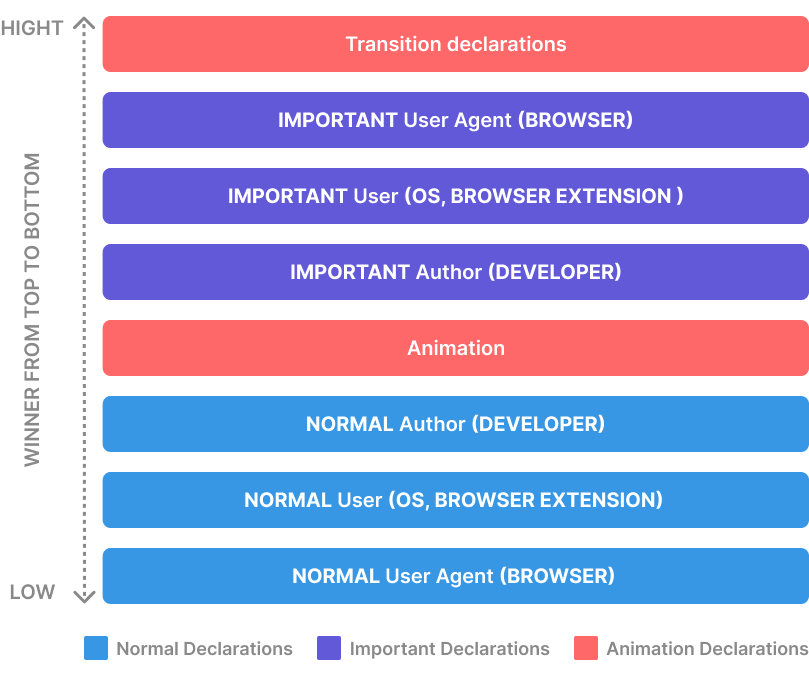 HIGHT
Transition declarations
IMPORTANT User Agent (BROWSER)
IMPORTANT User (OS, BROWSER EXTENSION )
IMPORTANT Author (DEVELOPER)
WINNER FROM TOP TO BOTTOM
Animation
NORMAL Author (DEVELOPER)
NORMAL User (OS, BROWSER EXTENSION)
NORMAL User Agent (BROWSER)
LOW
Normal Declarations
Important Declarations
Animation Declarations